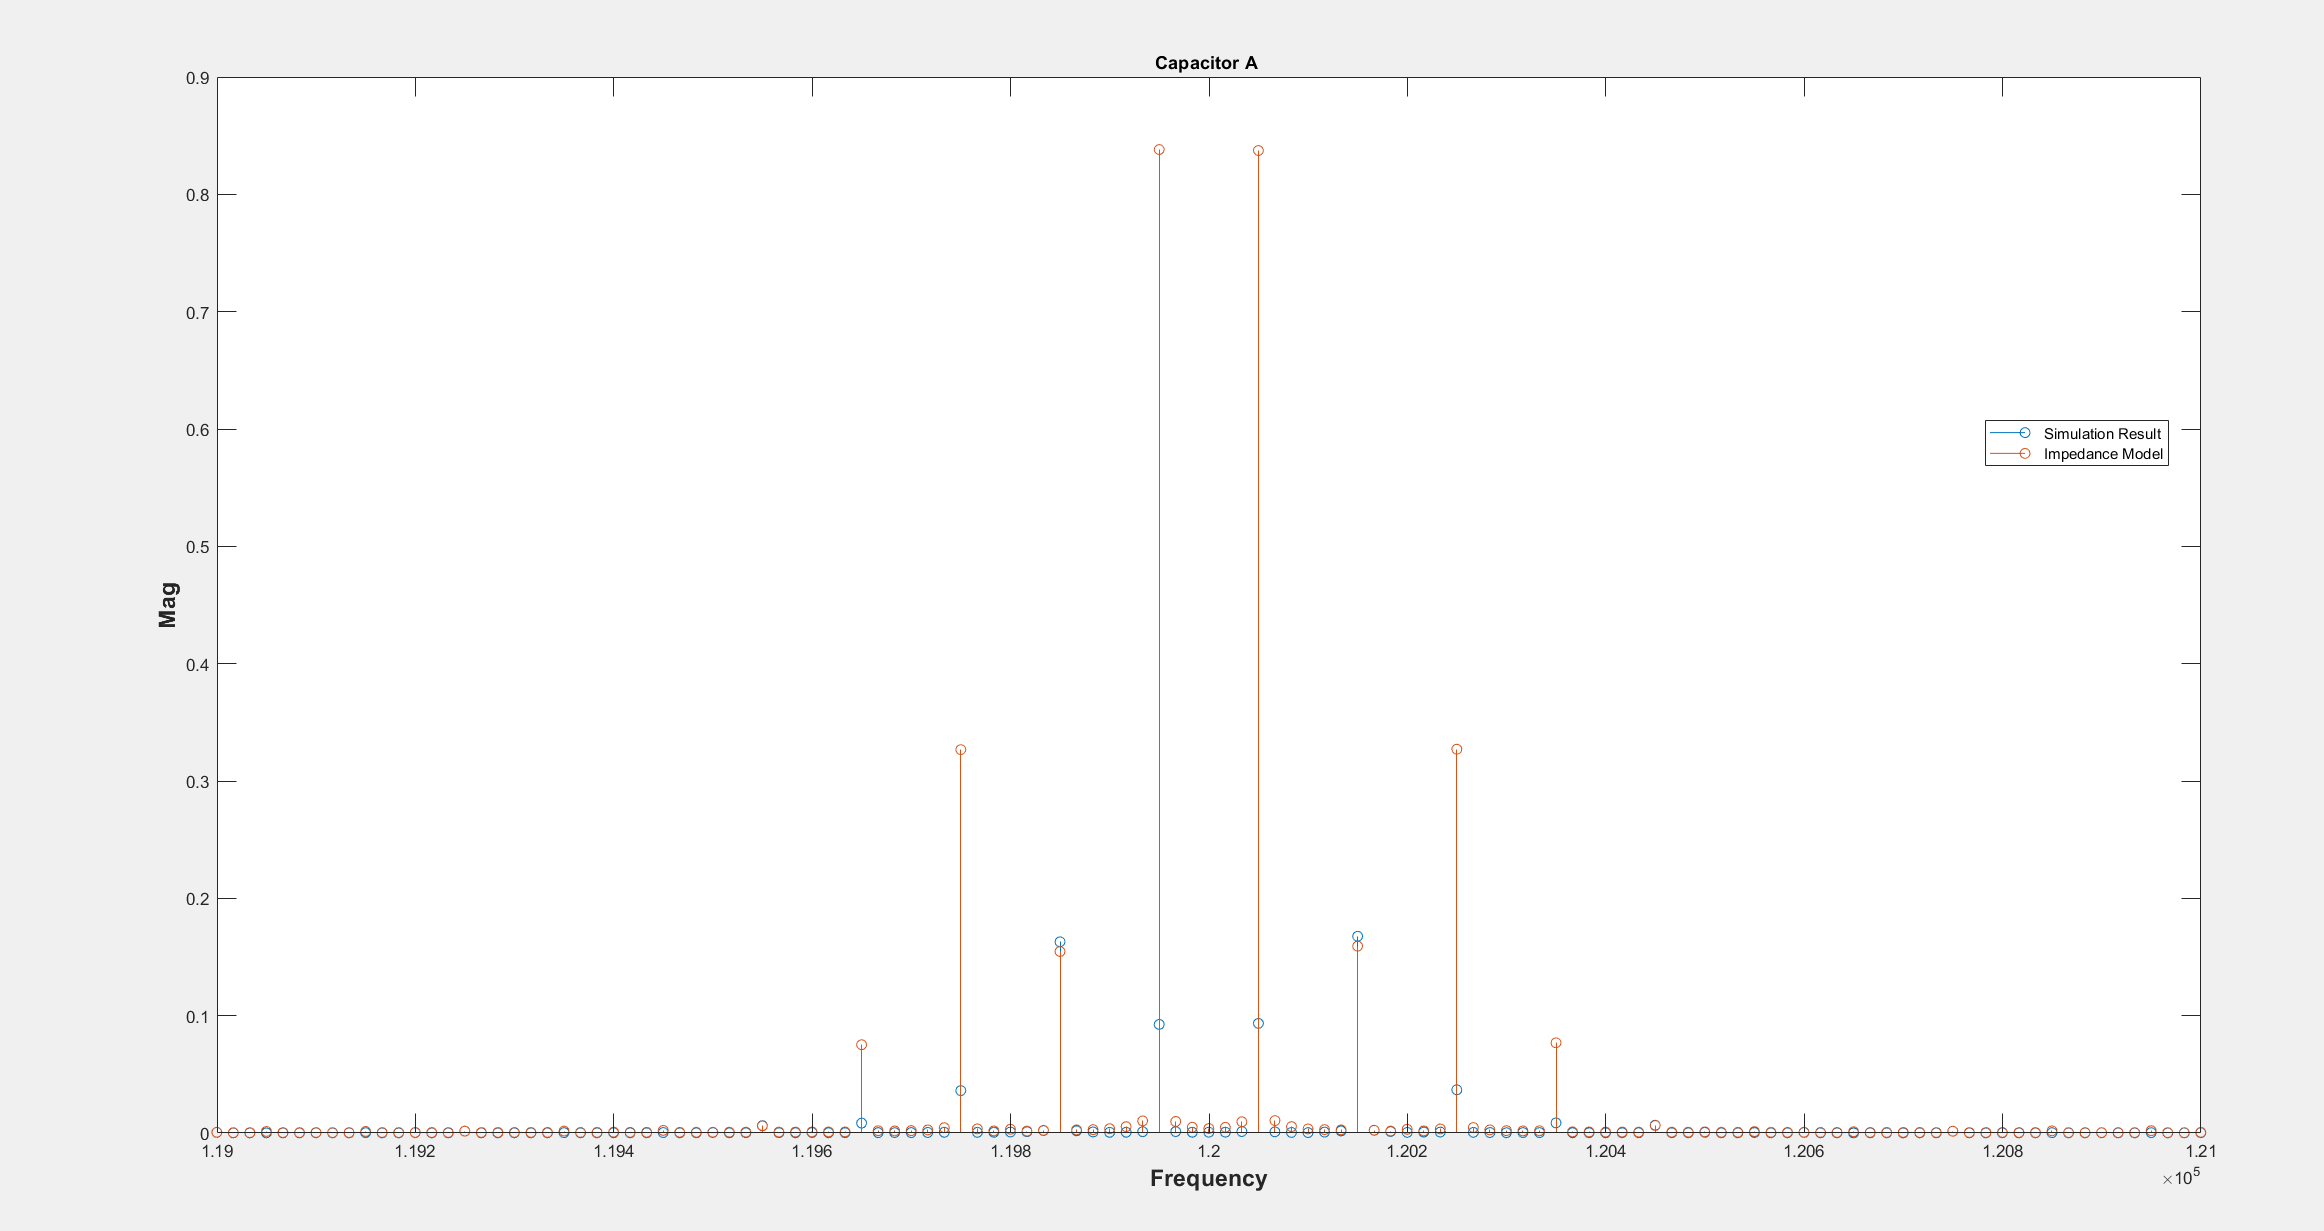 Capacitor A
0.9
0.8
0.7
0.6
0.5
0.4
0.3
0.2
0.1
0
Mag
Simulation Result
Impedance Model
1.19 1.192 1.194 1.196 1.198 1.2 1.202 1.204 1.206 1.208 1.21
×10⁵
Frequency